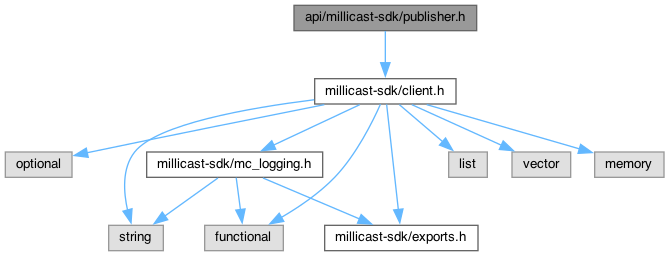 api/millicast-sdk/publisher.h
millicast-sdk/client.h
optional
millicast-sdk/mc_logging.h
list
vector
memory
string
functional
millicast-sdk/exports.h